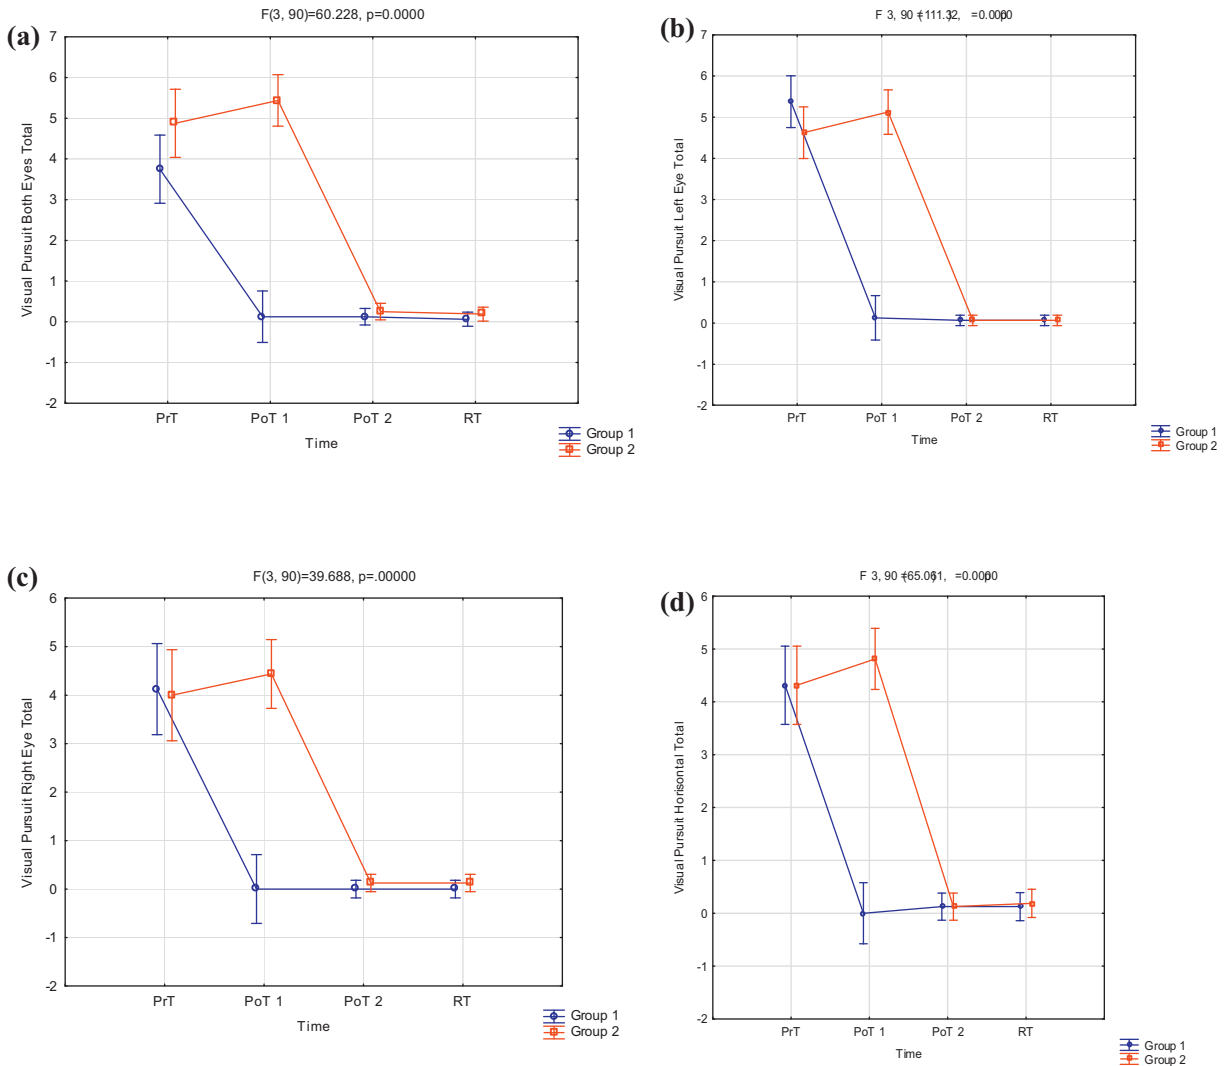 (a)
F(3, 90)=60.228, p=0.0000
Visual Pursuit Both Eyes Total
7
6
5
4
3
2
1
0
-1
-2
PrT PoT 1 PoT 2 RT
Time
Group 1
Group 2
(b)
Visual Pursuit Left Eye Total
7
6
5
4
3
2
1
0
-1
-2
PrT PoT 1 PoT 2 RT
Time
Group 1
Group 2
(c)
F(3, 90)=39.688, p=.00000
Visual Pursuit Right Eye Total
6
5
4
3
2
1
0
-1
-2
PrT PoT 1 PoT 2 RT
Time
Group 1
Group 2
(d)
Visual Pursuit Horisontal Total
6
5
4
3
2
1
0
-1
-2
PrT PoT 1 PoT 2 RT
Time
Group 1
Group 2